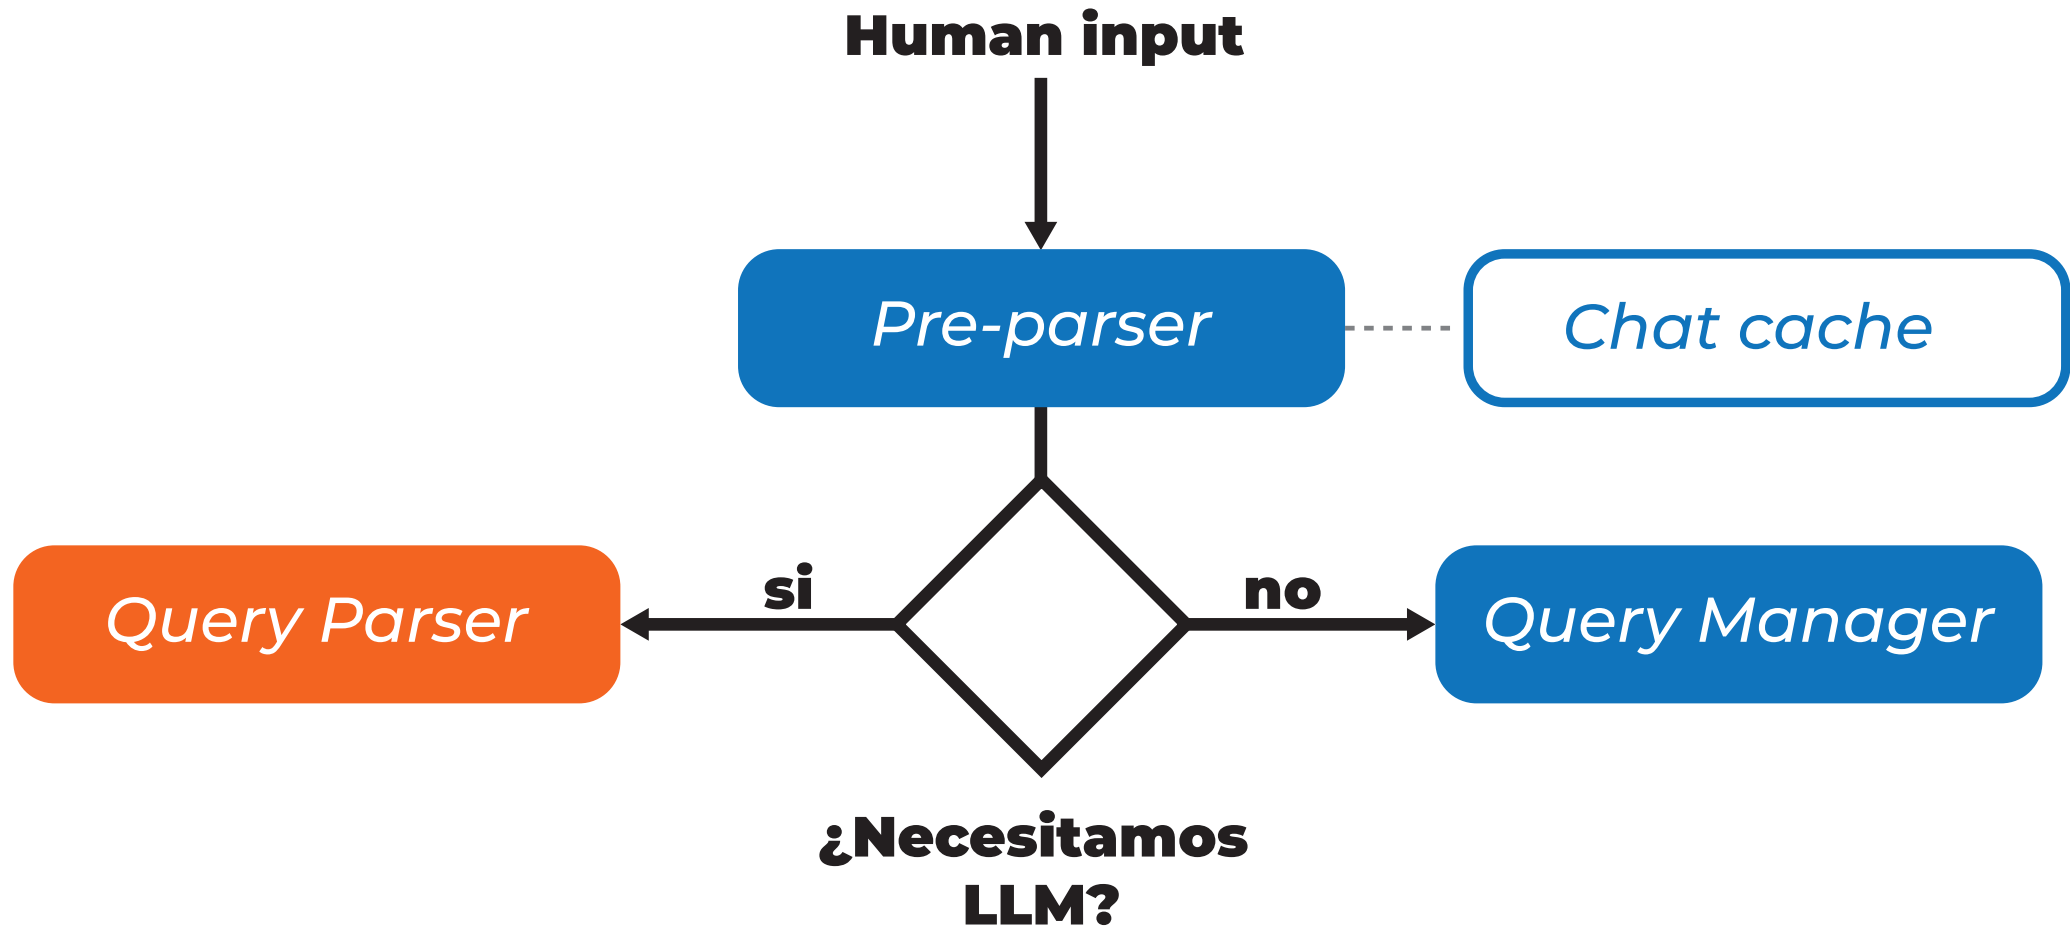 Human input
Pre-parser
Chat cache
si
no
Query Parser
Query Manager
¿Necesitamos
LLM?